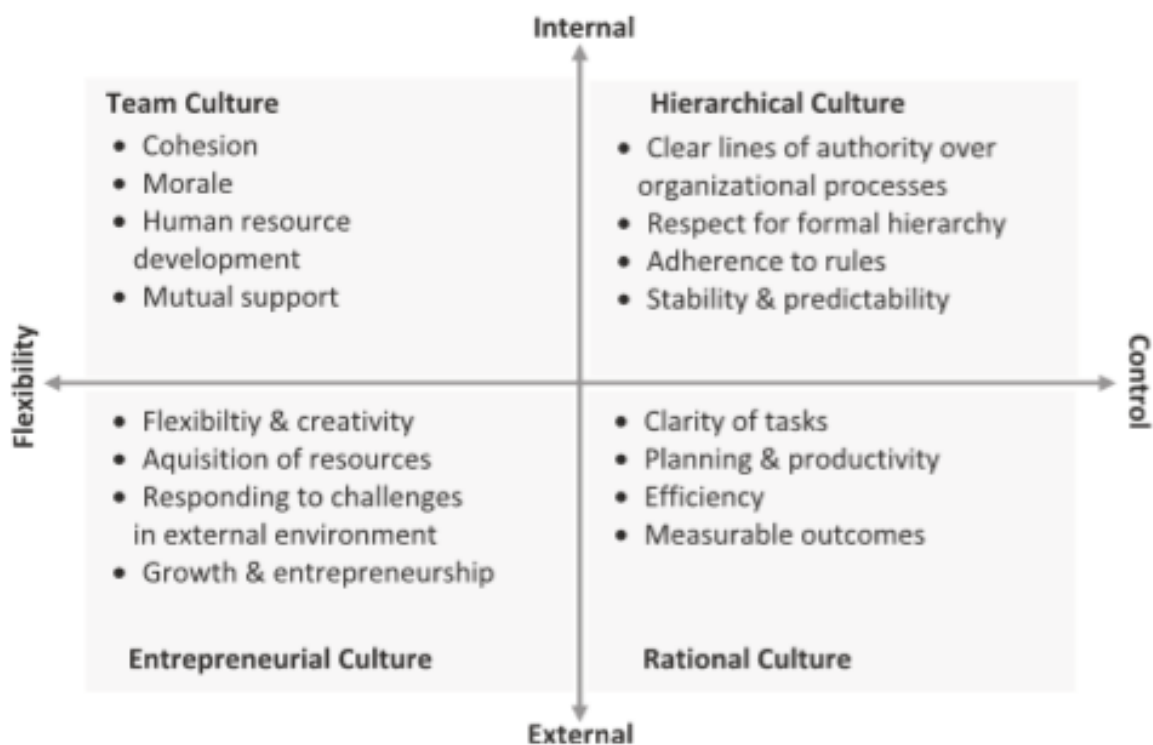 Internal
Team Culture
• Cohesion
• Morale
• Human resource
development
• Mutual support
Hierarchical Culture
• Clear lines of authority over
organizational processes
• Respect for formal hierarchy
• Adherence to rules
• Stability & predictability
Flexibility
Control
• Flexibiltiy & creativity
• Aquisition of resources
• Responding to challenges
in external environment
• Growth & entrepreneurship
Entrepreneurial Culture
• Clarity of tasks
• Planning & productivity
• Efficiency
• Measurable outcomes
Rational Culture
External